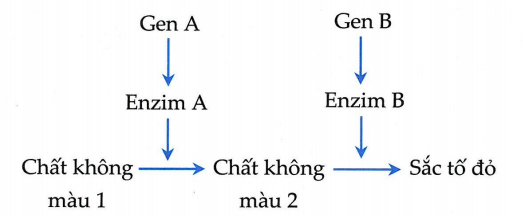 Gen A
Gen B
Enzim A
Enzim B
Chất không màu 1
Chất không màu 2
Sắc tố đỏ